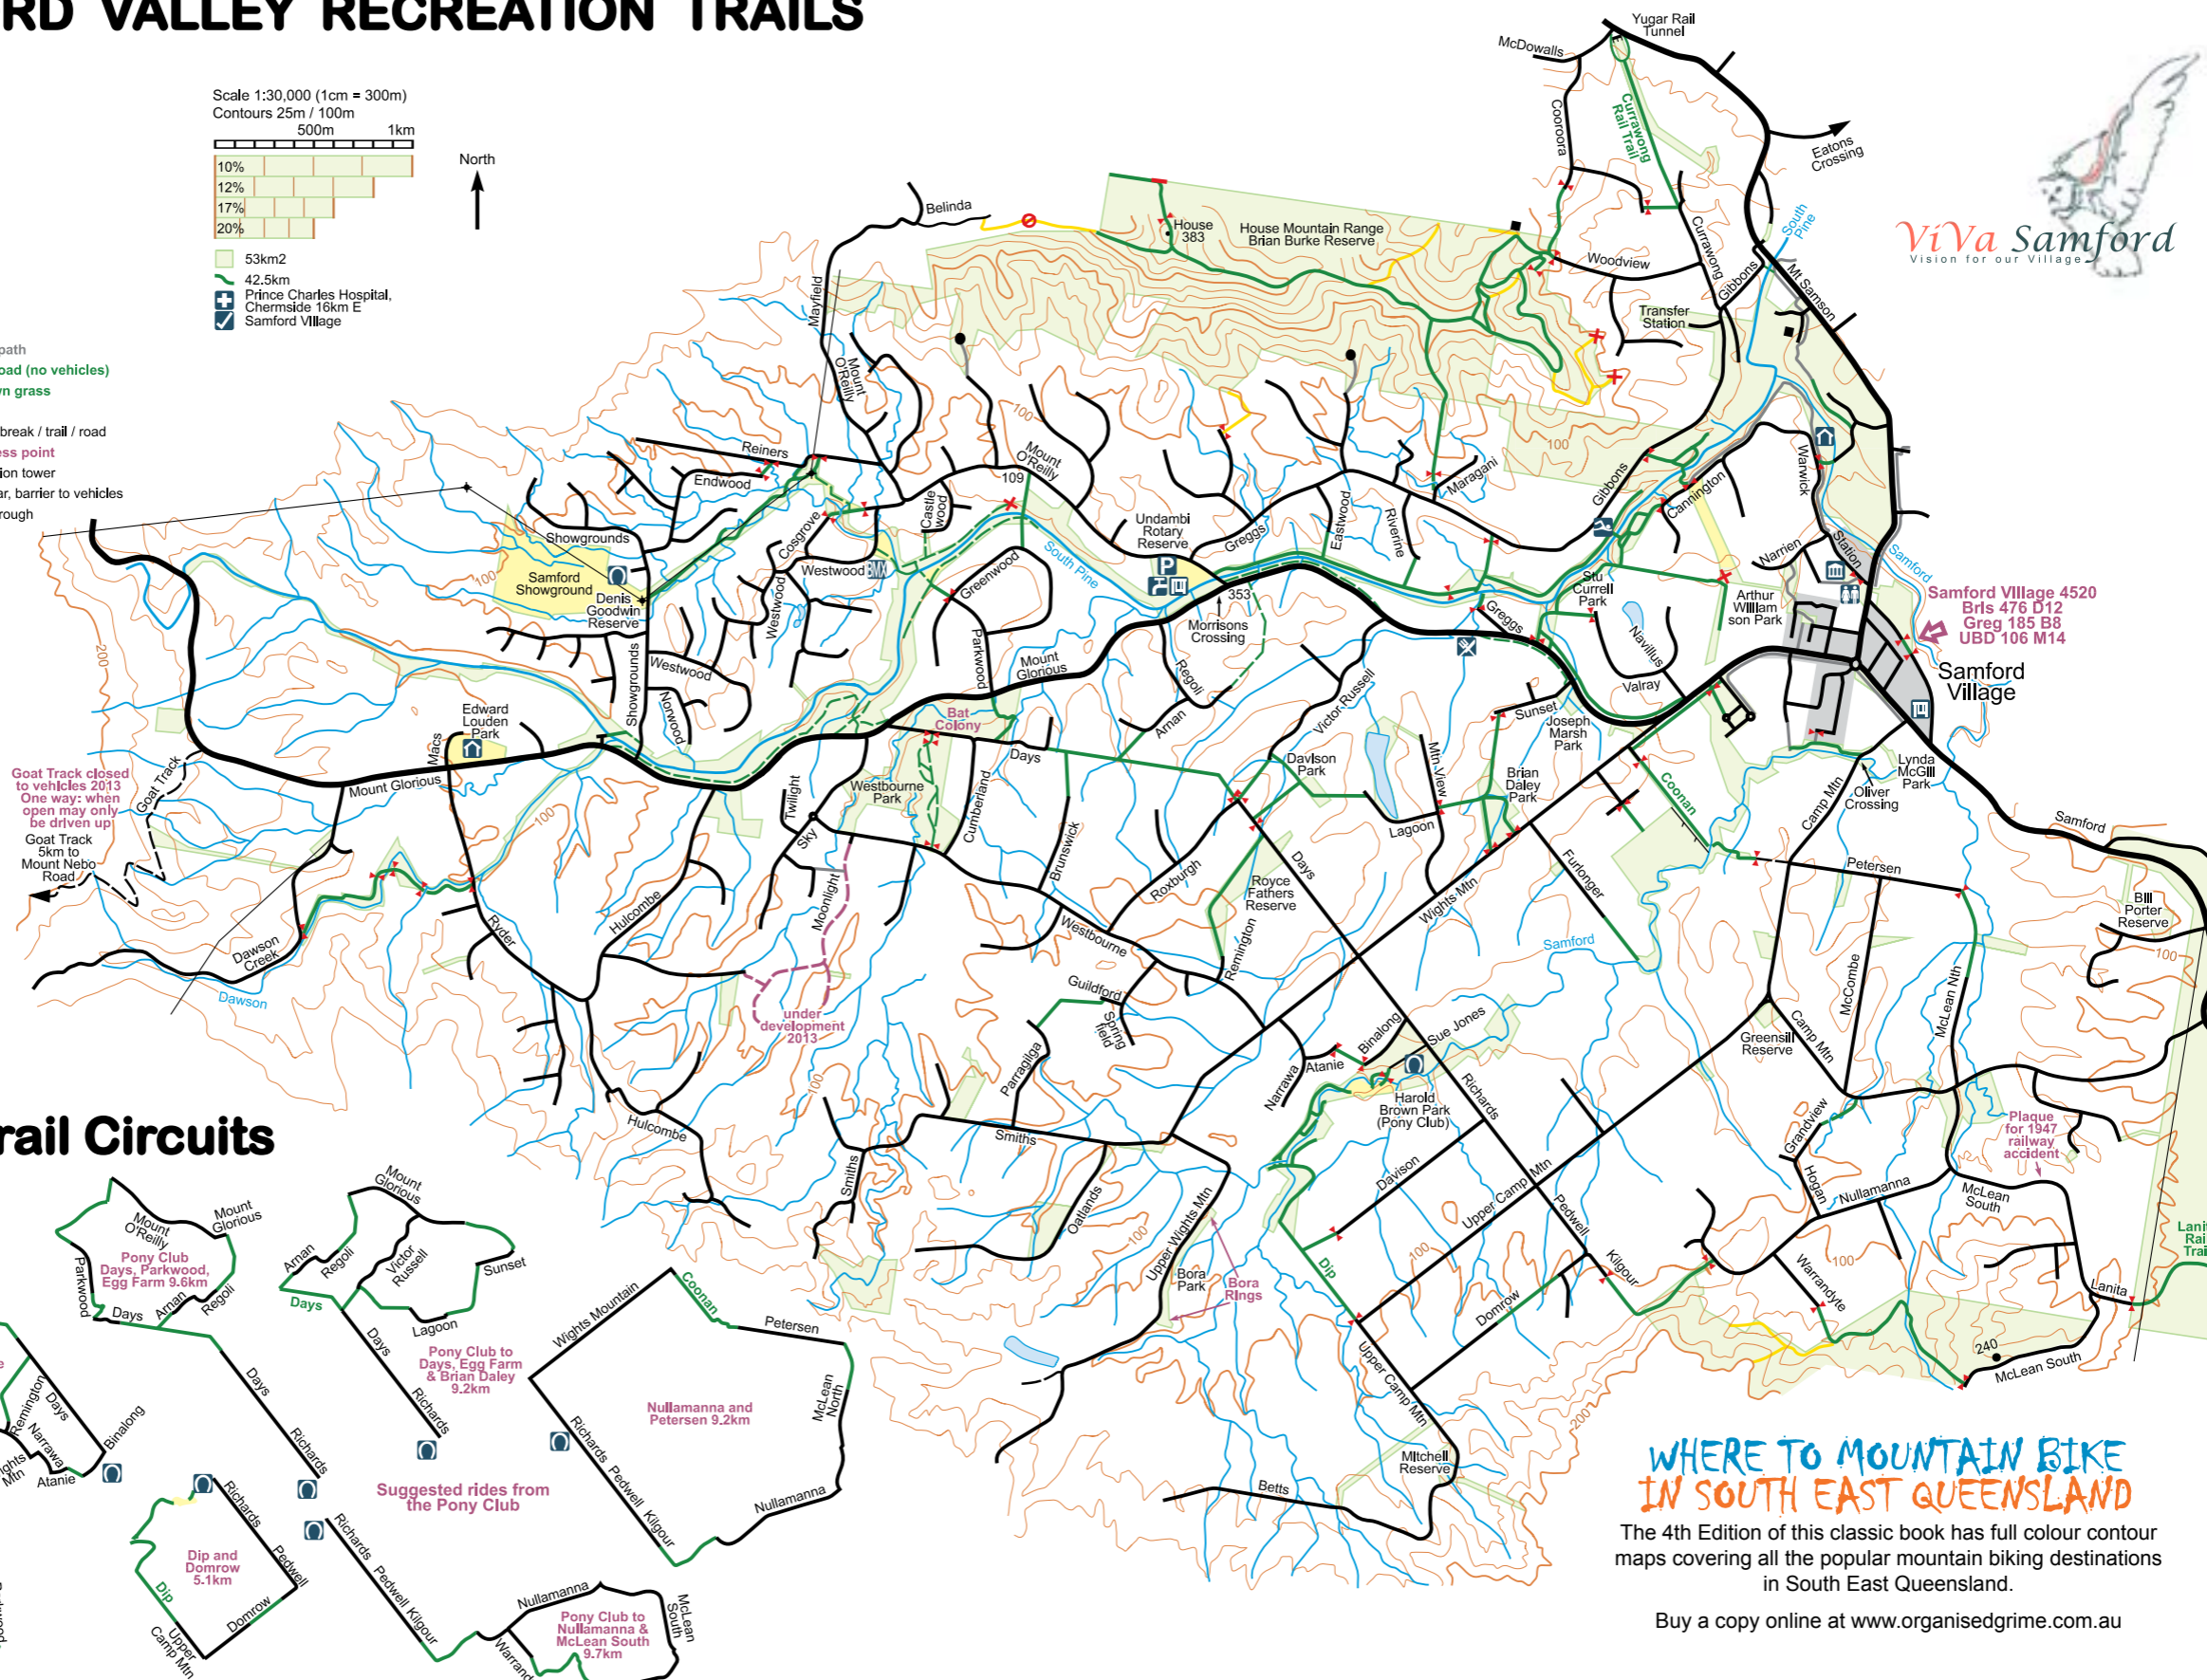 RD VALLEY RECREATION TRAILS
Scale 1:30,000 (1cm = 300m)
Contours 25m / 100m
500m 1km
10%
12%
17%
20%
North
53km2
42.5km
Prince Charles Hospital,
Chermside 16km E
Samford Village
path
oad (no vehicles)
n grass
break / trail / road
ess point
ion tower
ar, barrier to vehicles
rough
Yugar Rail
Tunnel
McDowalls
Cooroora
Currawong
Rail Trail
Eatons
Crossing
South
Pine
ViVa Samford
Vision for our Village
Belinda
House
383
House Mountain Range
Brian Burke Reserve
Woodview
Currawong
Gibbons
Mt Samson
Transfer
Station
Mayfield
Mount
O'Reilly
100
Mount
O'Reilly
109
Reiners
Endwood
Castle
wood
Cosgrove
Showgrounds
100
Samford
Showground
Denis
Goodwin
Reserve
Westwood
BMX
Westwood
Greenwood
South Pine
Undambi
Rotary
Reserve
P
Greggs
Eastwood
Riverine
Maragani
100
Gibbons
Cannington
Warwick
Narrien
Station
Samford
Samford Village 4520
Bris 476 D12
Greg 185 B8
UBD 106 M14
Samford
Village
Arthur
William
son Park
Stu
Currell
Park
Navillus
Valray
Greggs
353
Morrisons
Crossing
Regoli
Arnan
Mount
Glorious
Parkwood
Westwood
Norwood
Showgrounds
200
Edward
Louden
Park
Macs
Mount Glorious
Goat Track
Goat Track closed
to vehicles 2013
One way: when
open may only
be driven up
Goat Track
5km to
Mount Nebo
Road
100
Bat
Colony
Days
Westbourne
Park
Cumberland
Twilight
Sky
Victor Russell
Davison
Park
Mtn View
Sunset
Joseph
Marsh
Park
Brian
Daley
Park
Lagoon
Coonan
Furlonger
Camp Mtn
Oliver
Crossing
Lynda
McGill
Park
Samford
Petersen
Bill
Porter
Reserve
100
Dawson
Creek
Dawson
Ryder
Hulcombe
Moonlight
under
development
2013
Brunswick
Roxburgh
Westbourne
Royce
Fathers
Reserve
Days
Remington
Wights Mtn
Samford
McCombe
McLean Nth
Greensill
Reserve
Camp Mtn
Guildford
Spring
field
Parragilga
Narrawa
Atanie
Binalong
Sue Jones
Harold
Brown Park
(Pony Club)
Richards
100
Hulcombe
Smiths
Smiths
Oatlands
100
Upper Wights Mtn
Bora
Park
Bora
Rings
Davison
Upper Camp Mtn
Dip
100
Pedwell
Kilgour
Domrow
Upper Camp Mtn
200
Mitchell
Reserve
Betts
Grandview
Hogan
Nullamanna
Plaque
for 1947
railway
accident
McLean
South
Warrandyte
100
Lanita
Lani
Rai
Trai
240
McLean South
rail Circuits
Mount
O'Reilly
Mount
Glorious
Pony Club
Days, Parkwood,
Egg Farm 9.6km
Parkwood
Days
Arnan
Regoli
Days
Richards
Mount
Glorious
Arnan
Regoli
Victor
Russell
Sunset
Days
Lagoon
Days
Richards
Pony Club to
Days, Egg Farm
& Brian Daley
9.2km
Wights Mountain
Coonan
Petersen
McLean
North
Nullamanna and
Petersen 9.2km
Richards Pedwell Kilgour
Nullamanna
e
Remington
Days
Narrawa
ights
Mtn
Atanie
Binalong
Suggested rides from
the Pony Club
Richards
Pedwell
Dip and
Domrow
5.1km
Dip
Domrow
Upper
Camp Mtn
Richards Pedwell Kilgour
Nullamanna
McLean
South
Warrand
Pony Club to
Nullamanna &
McLean South
9.7km
WHERE TO MOUNTAIN BIKE
IN SOUTH EAST QUEENSLAND
The 4th Edition of this classic book has full colour contour
maps covering all the popular mountain biking destinations
in South East Queensland.
Buy a copy online at www.organisedgrime.com.au